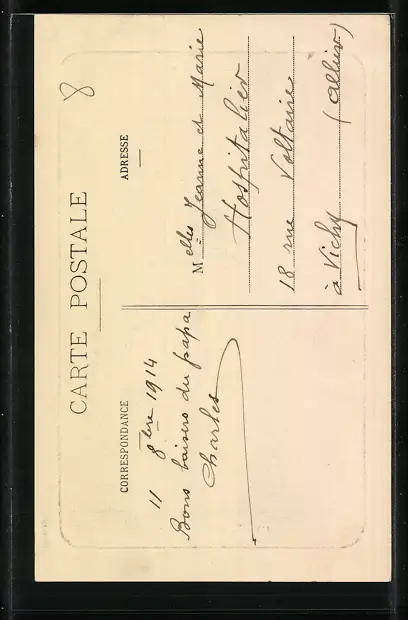 8
CARTE POSTALE
CORRESPONDANCE
ADRESSE
11 8bre 1914
Bons baisers du papa
Charles
Melles Jeanne et Marie
Hospitalier
18 rue Voltaire
à Vichy (Allier)